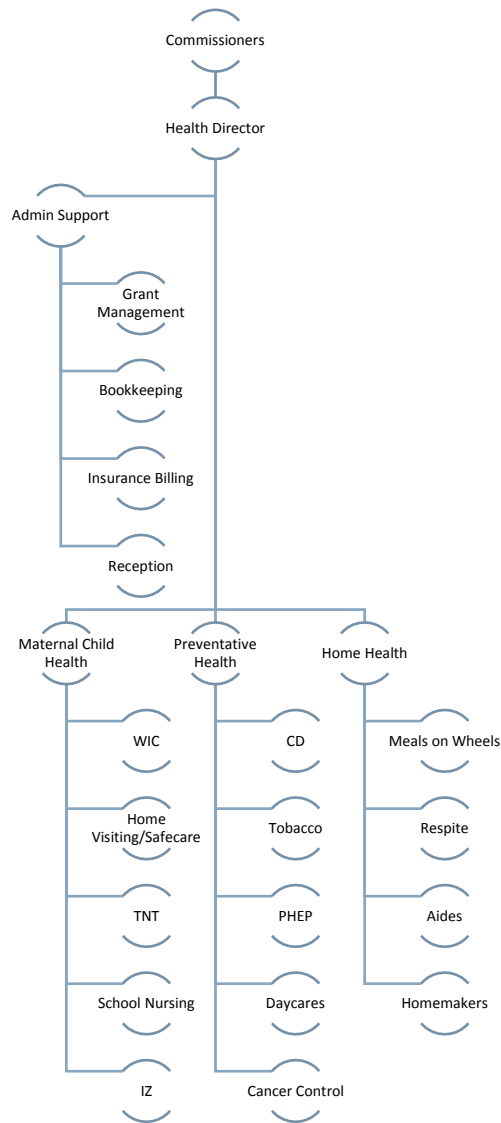 Commissioners
Health Director
Admin Support
Grant
Management
Bookkeeping
Insurance Billing
Reception
Maternal Child
Health
Preventative
Health
Home Health
WIC
CD
Meals on Wheels
Home
Visiting/Safecare
Tobacco
Respite
TNT
PHEP
Aides
School Nursing
Daycares
Homemakers
IZ
Cancer Control